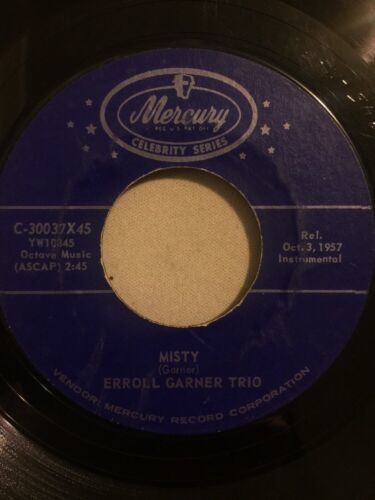 Mercury
REG U.S. PAT OFF
CELEBRITY SERIES
C-30037X45
YW10845
Octave Music
(ASCAP) 2:45
Rel.
Oct. 3, 1957
Instrumental
MISTY
(Garner)
ERROLL GARNER TRIO
VENDOR: MERCURY RECORD CORPORATION